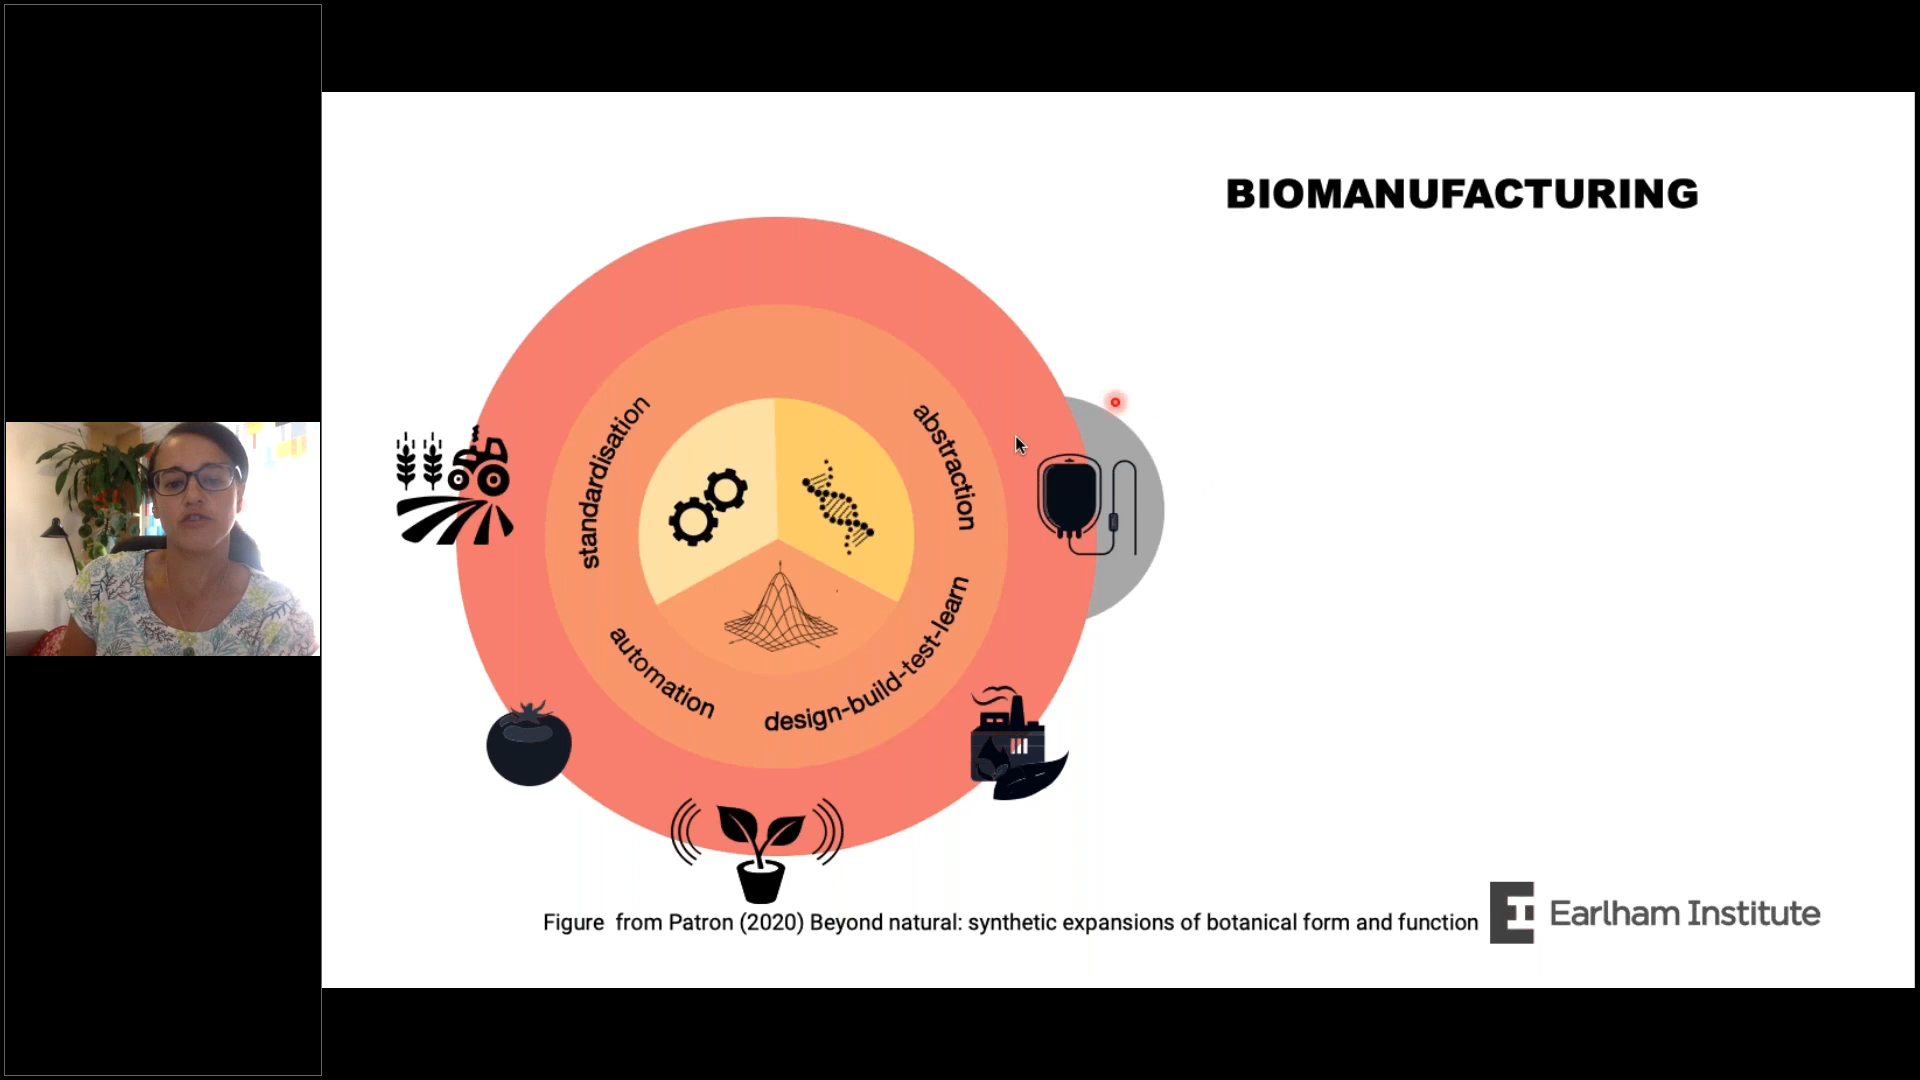 BIOMANUFACTURING
standardisation
abstraction
automation
design-build-test-learn
Figure from Patron (2020) Beyond natural: synthetic expansions of botanical form and function
Earlham Institute